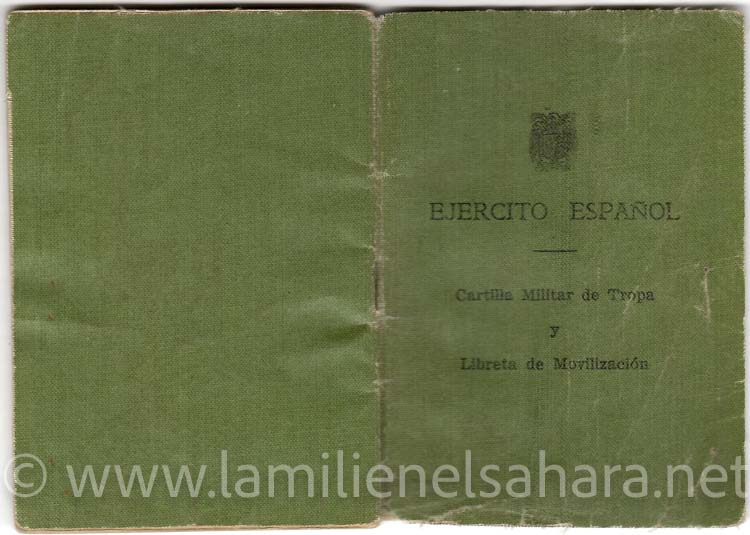 EJERCITO ESPAÑOL
Cartilla Militar de Tropa
y
Libreta de Movilización
© www.lamilienelsahara.net